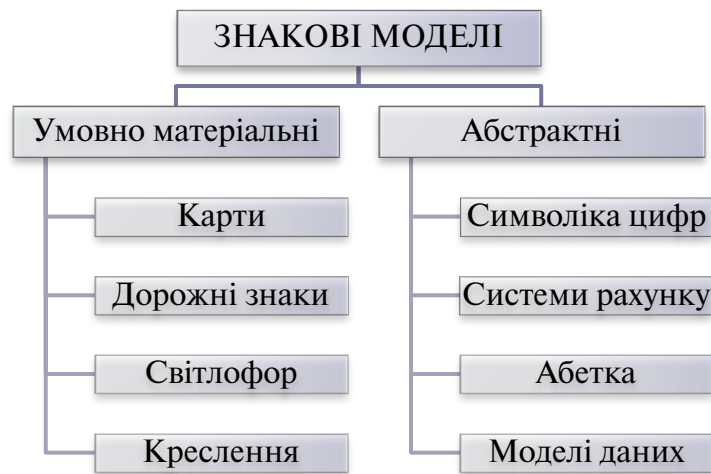 ЗНАКОВІ МОДЕЛІ
Умовно матеріальні
Карти
Дорожні знаки
Світлофор
Креслення
Абстрактні
Символіка цифр
Системи рахунку
Абетка
Моделі даних